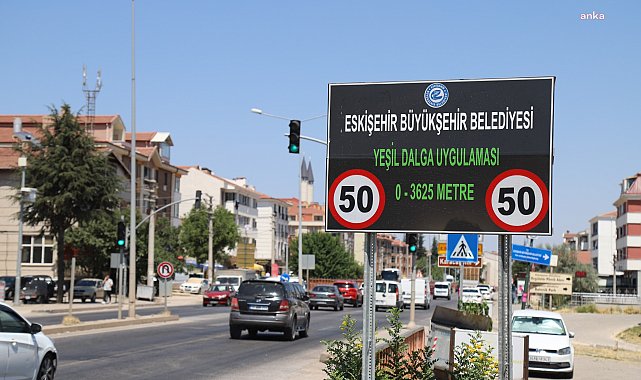 anka
ESKİŞEHİR BÜYÜKŞEHİR BELEDİYESİ
YEŞİL DALGA UYGULAMASI
50 0 - 3625 METRE 50